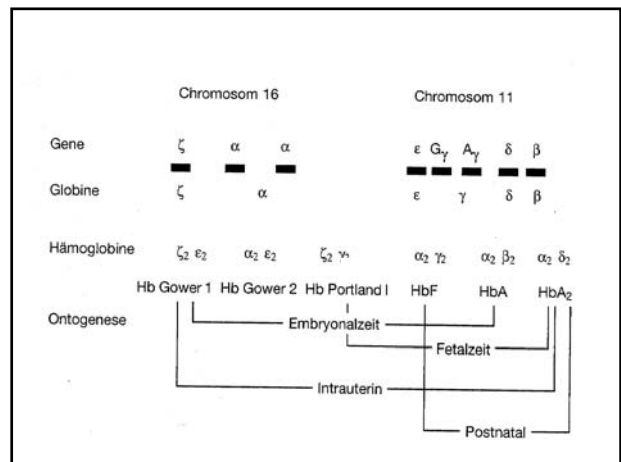 Chromosom 16 Chromosom 11
Gene ζ α α ε Gγ Aγ δ β
Globine ζ α ε γ δ β
Hämoglobine ζ₂ ε₂ α₂ ε₂ ζ₂ α₂ γ₂ α₂ β₂ α₂ δ₂
Hb Gower 1 Hb Gower 2 Hb Portland I HbF HbA HbA₂
Ontogenese
Embryonalzeit
Fetalzeit
Intrauterin
Postnatal